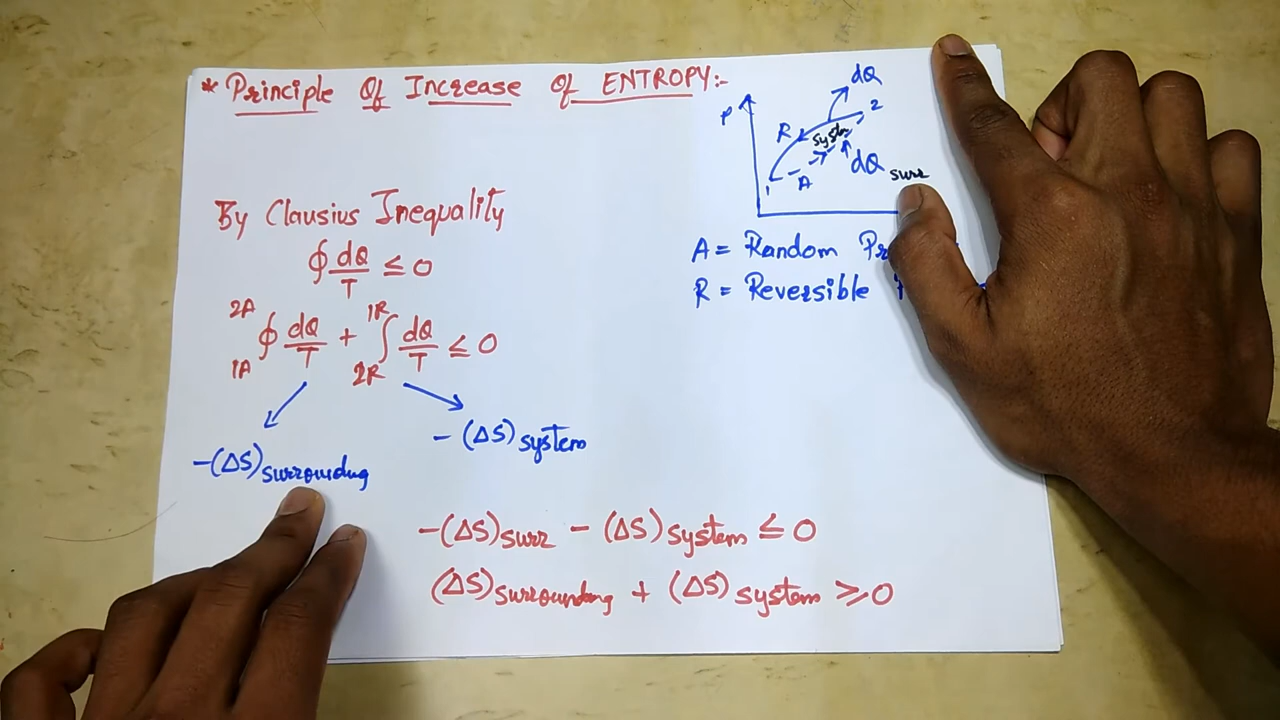 * Principle Of Increase Of ENTROPY:-
P
R
dQ
2
Syste
1
A
dQ surr
A = Random
R = Reversible
By Clausius Inequality
∮ dQ/T ≤ 0
2A 1A ∮ dQ/T + 1R 2R ∫ dQ/T ≤ 0
-(ΔS) surrounding
- (ΔS) system
-(ΔS) surr - (ΔS) system ≤ 0
(ΔS) surrounding + (ΔS) system ≥ 0